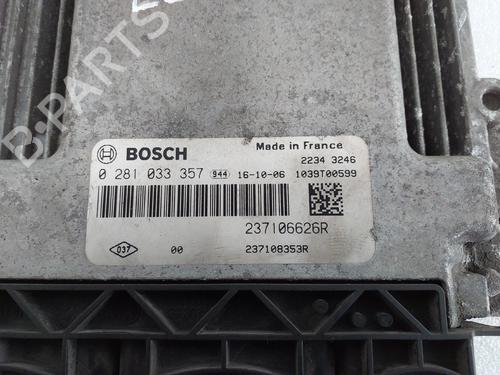 B-PARTS
BOSCH
Made in France
2234 3246
0 281 033 357 944 16-10-06 1039T00599
237106626R
037 00 237108353R